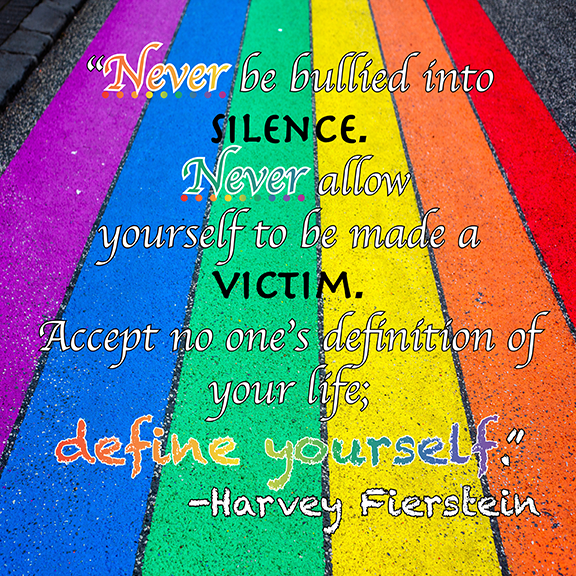 “Never be bullied into
SILENCE.
Never allow
yourself to be made a
VICTIM.
Accept no one's definition of
your life;
define yourself.”
-Harvey Fierstein